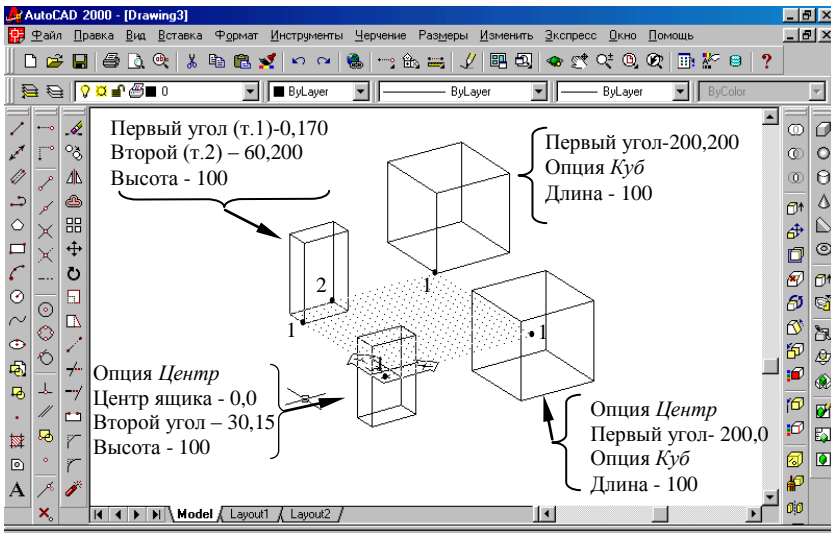 AutoCAD 2000 - [Drawing3]
Файл Правка Вид Вставка Формат Инструменты Черчение Размеры Изменить Экспресс Окно Помощь
0 ByLayer ByLayer ByLayer ByColor
Первый угол (т.1)-0,170
Второй (т.2) – 60,200
Высота - 100
Первый угол-200,200
Опция Куб
Длина - 100
2
1
1
1
1
Опция Центр
Центр ящика - 0,0
Второй угол – 30,15
Высота - 100
Опция Центр
Первый угол- 200,0
Опция Куб
Длина - 100
A
Model Layout1 Layout2